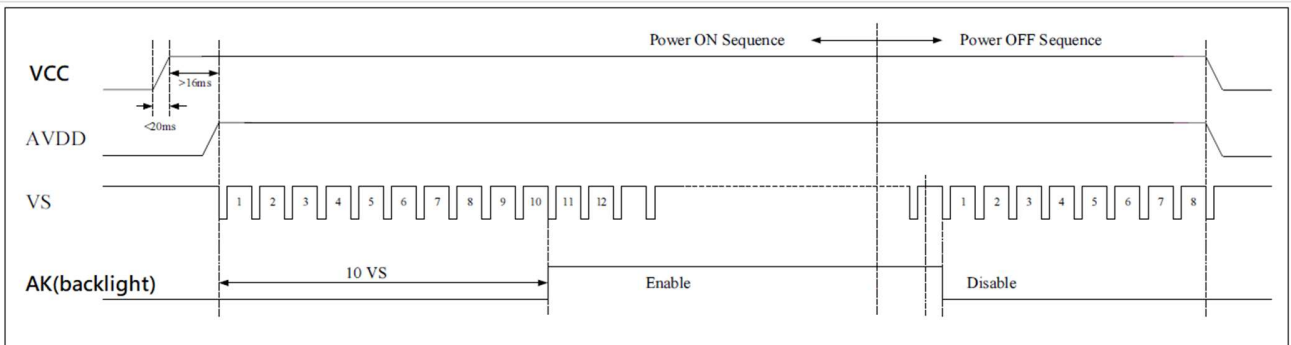 Power ON Sequence Power OFF Sequence
VCC
>16ms
<20ms
AVDD
VS 1 2 3 4 5 6 7 8 9 10 11 12 1 2 3 4 5 6 7 8
10 VS
AK(backlight) Enable Disable